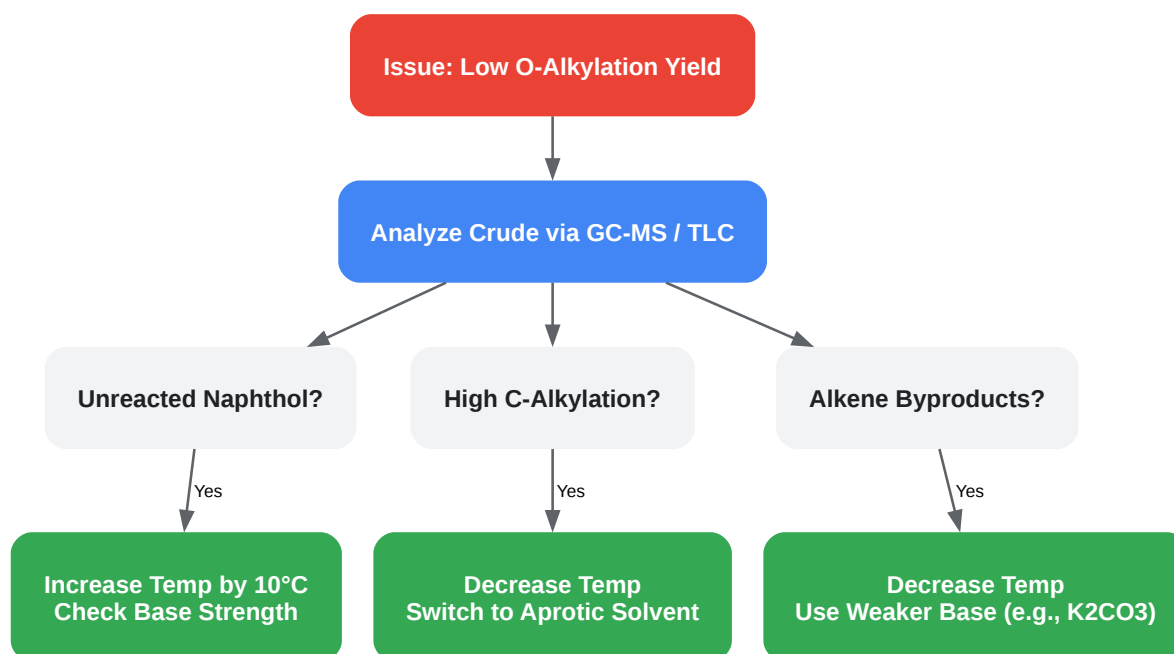 Issue: Low O-Alkylation Yield
Analyze Crude via GC-MS / TLC
Unreacted Naphthol?
High C-Alkylation?
Alkene Byproducts?
Yes
Yes
Yes
Increase Temp by 10°C
Check Base Strength
Decrease Temp
Switch to Aprotic Solvent
Decrease Temp
Use Weaker Base (e.g., K2CO3)